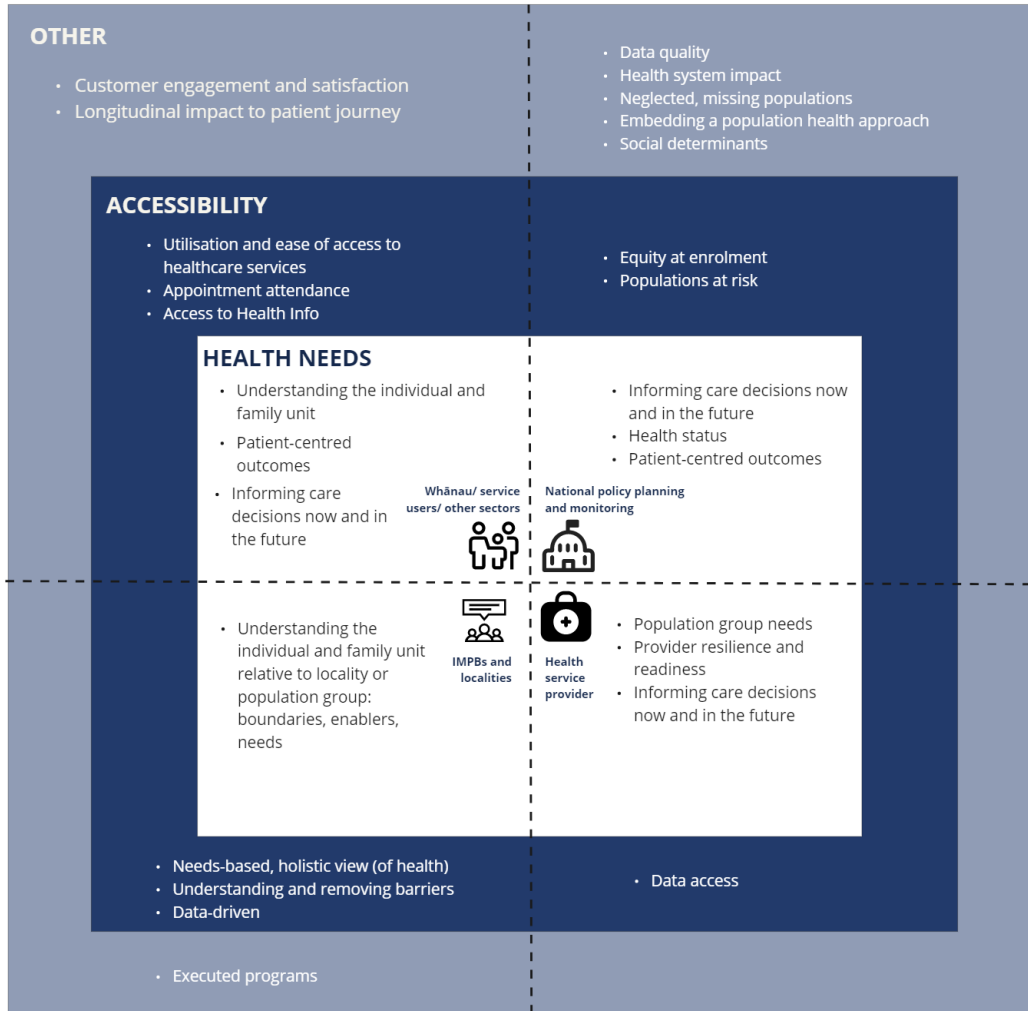 OTHER
• Customer engagement and satisfaction
• Longitudinal impact to patient journey
• Data quality
• Health system impact
• Neglected, missing populations
• Embedding a population health approach
• Social determinants
ACCESSIBILITY
• Utilisation and ease of access to
healthcare services
• Appointment attendance
• Access to Health Info
• Equity at enrolment
• Populations at risk
HEALTH NEEDS
• Understanding the individual and
family unit
• Patient-centred
outcomes
• Informing care
decisions now and in
the future
Whānau/ service
users/ other sectors
• Informing care decisions now
and in the future
• Health status
• Patient-centred outcomes
National policy planning
and monitoring
• Understanding the
individual and family unit
relative to locality or
population group:
boundaries, enablers,
needs
IMPBs and
localities
Health
service
provider
• Population group needs
• Provider resilience and
readiness
• Informing care decisions
now and in the future
• Needs-based, holistic view (of health)
• Understanding and removing barriers
• Data-driven
• Data access
• Executed programs